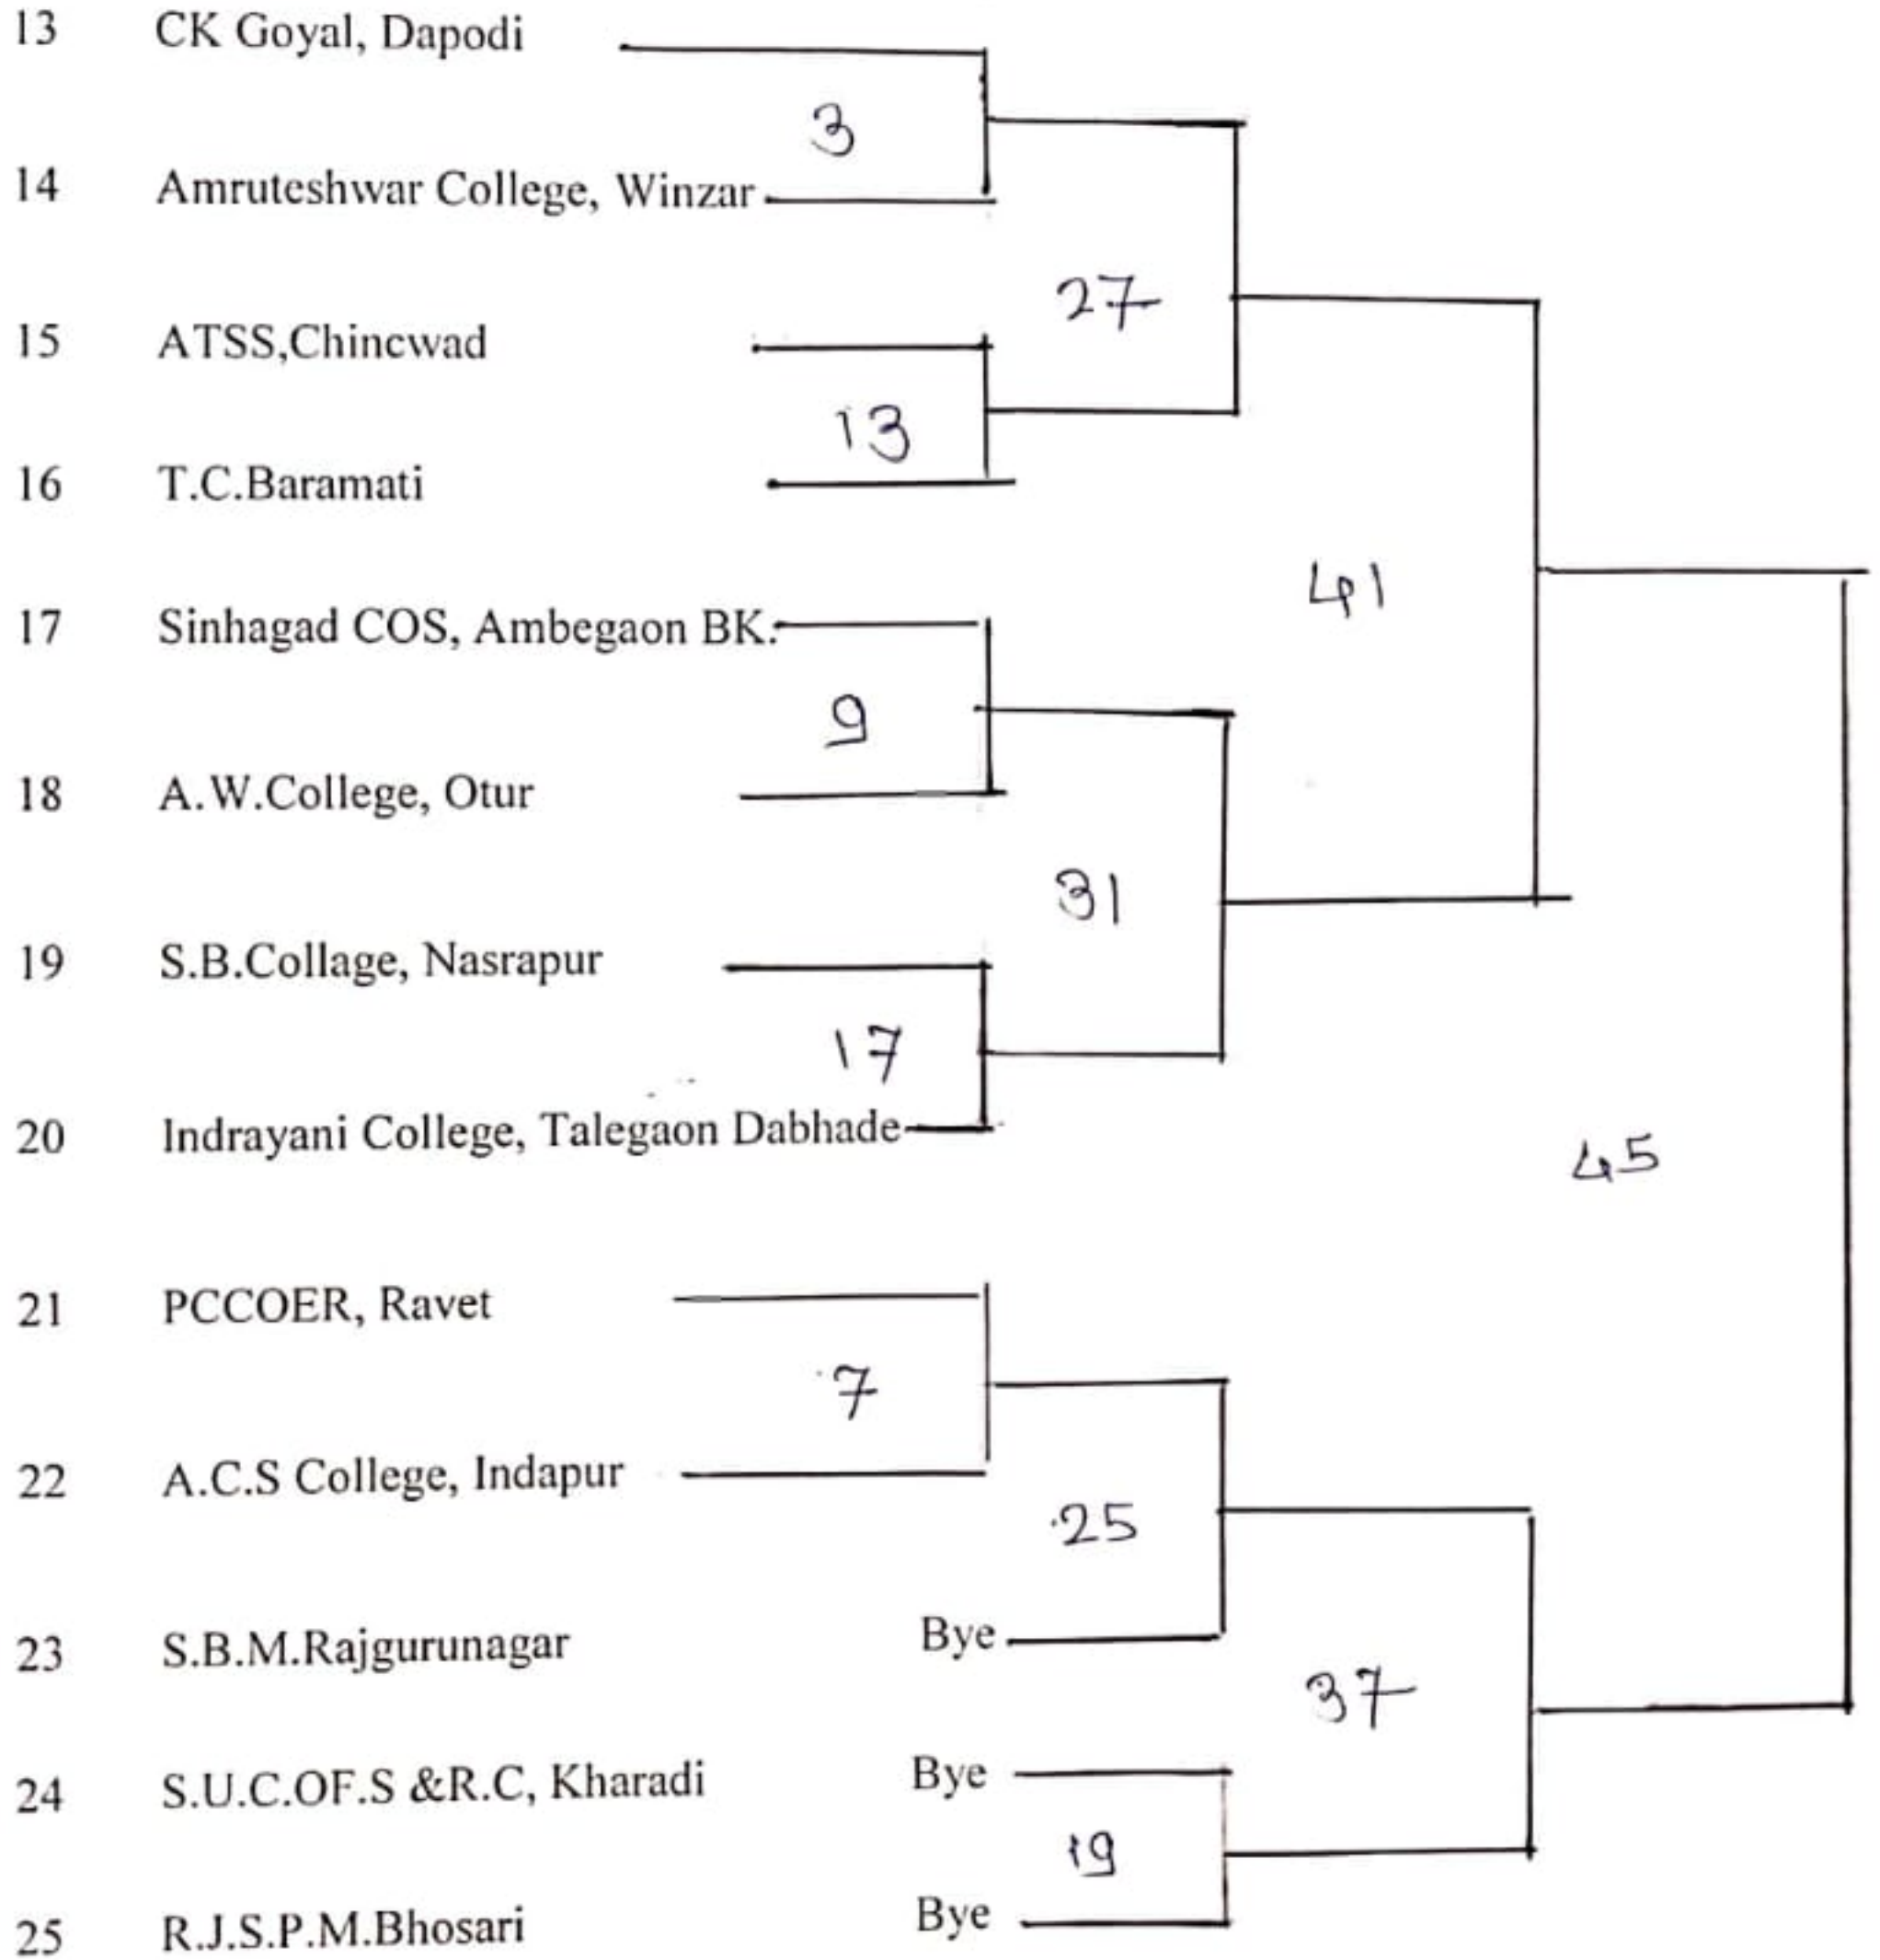 13 CK Goyal, Dapodi
3
14 Amruteshwar College, Winzar
27
15 ATSS,Chincwad
13
16 T.C.Baramati
41
17 Sinhagad COS, Ambegaon BK.
9
18 A.W.College, Otur
31
19 S.B.Collage, Nasrapur
17
20 Indrayani College, Talegaon Dabhade
45
21 PCCOER, Ravet
7
22 A.C.S College, Indapur
25
23 S.B.M.Rajgurunagar Bye
37
24 S.U.C.OF.S &R.C, Kharadi Bye
19
25 R.J.S.P.M.Bhosari Bye